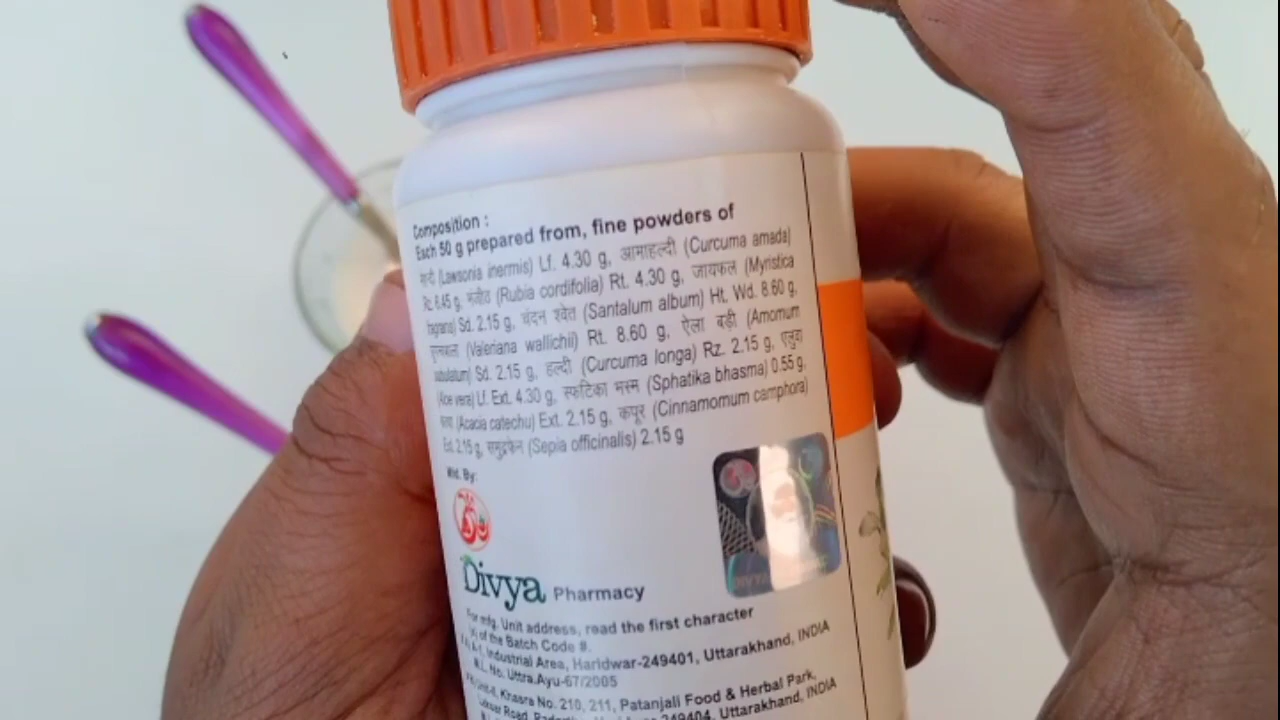 Composition :
Each 50 g prepared from, fine powders of
(Lawsonia inermis) Lf. 4.30 g, आमाहल्दी (Curcuma amada)
Rz. 6.45 g, मंजीठ (Rubia cordifolia) Rt. 4.30 g, जायफल (Myristica
fragrans) Sd. 2.15 g, चंदन श्वेत (Santalum album) Ht. Wd. 8.60 g,
(Valeriana wallichii) Rt. 8.60 g, ऐला बड़ी (Amomum
subulatum) Sd. 2.15 g, हल्दी (Curcuma longa) Rz. 2.15 g, एलुवा
(Aloe vera) Lf. Ext. 4.30 g, स्फटिका भस्म (Sphatika bhasma) 0.55 g,
(Acacia catechu) Ext. 2.15 g, कपूर (Cinnamomum camphora)
2.15 g, समुद्रफेन (Sepia officinalis) 2.15 g
Mfd. By:
Divya Pharmacy
For mfg. Unit address, read the first character
(s) of the Batch Code #.
Industrial Area, Haridwar-249401, Uttarakhand, INDIA
M.L. No. Uttra.Ayu-67/2005
Khasra No. 210, 211, Patanjali Food & Herbal Park,
Road, 249404, Uttarakhand, INDIA